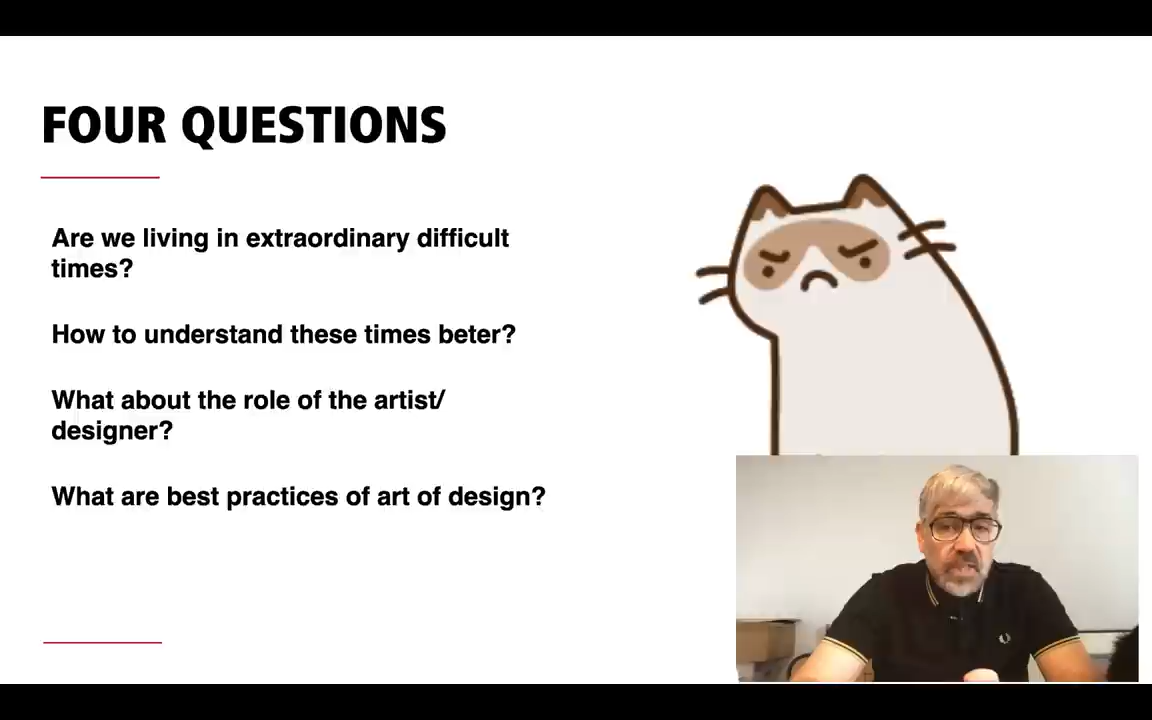 FOUR QUESTIONS
Are we living in extraordinary difficult
times?
How to understand these times beter?
What about the role of the artist/
designer?
What are best practices of art of design?